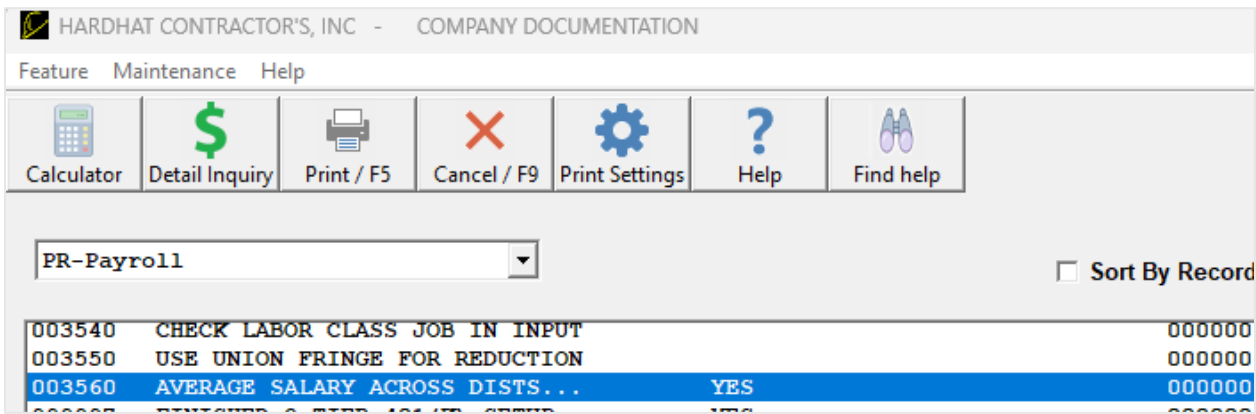 HARDHAT CONTRACTOR'S, INC - COMPANY DOCUMENTATION
Feature Maintenance Help
Calculator Detail Inquiry Print / F5 Cancel / F9 Print Settings Help Find help
PR-Payroll
Sort By Record
003540 CHECK LABOR CLASS JOB IN INPUT 000000
003550 USE UNION FRINGE FOR REDUCTION 000000
003560 AVERAGE SALARY ACROSS DISTS... YES 000000